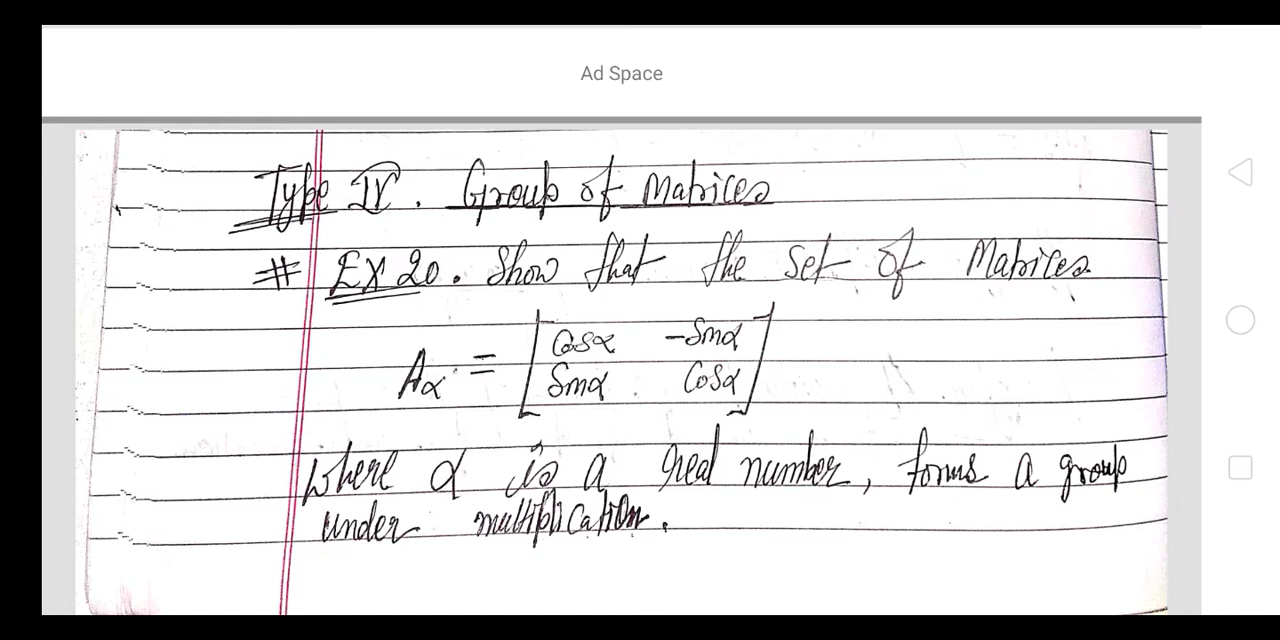 Ad Space
Type IV. Group of Matrices
# EX 20. Show that the set of Matrices
Aα = [Cosα -Sinα
Sinα Cosα]
where α is a real number, forms a group
under multiplication.